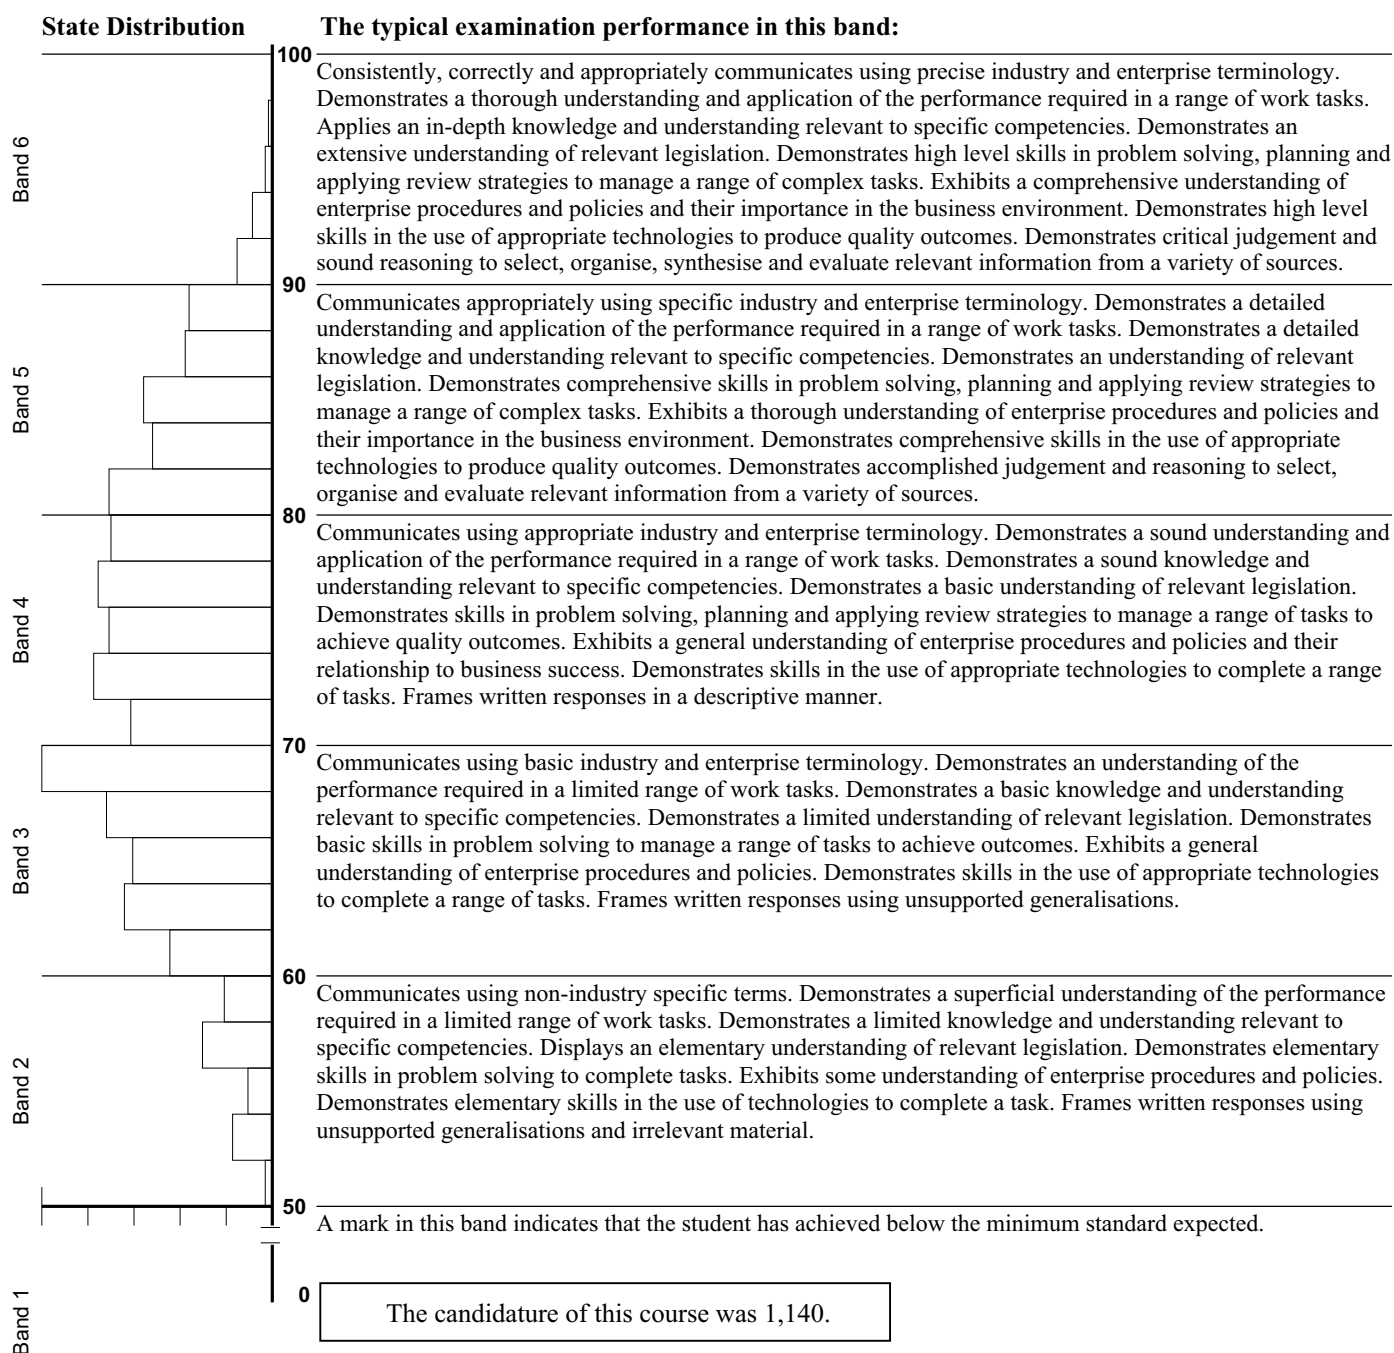 State Distribution
The typical examination performance in this band:
100
Consistently, correctly and appropriately communicates using precise industry and enterprise terminology.
Demonstrates a thorough understanding and application of the performance required in a range of work tasks.
Applies an in-depth knowledge and understanding relevant to specific competencies. Demonstrates an
extensive understanding of relevant legislation. Demonstrates high level skills in problem solving, planning and
applying review strategies to manage a range of complex tasks. Exhibits a comprehensive understanding of
enterprise procedures and policies and their importance in the business environment. Demonstrates high level
skills in the use of appropriate technologies to produce quality outcomes. Demonstrates critical judgement and
sound reasoning to select, organise, synthesise and evaluate relevant information from a variety of sources.
Band 6
90
Communicates appropriately using specific industry and enterprise terminology. Demonstrates a detailed
understanding and application of the performance required in a range of work tasks. Demonstrates a detailed
knowledge and understanding relevant to specific competencies. Demonstrates an understanding of relevant
legislation. Demonstrates comprehensive skills in problem solving, planning and applying review strategies to
manage a range of complex tasks. Exhibits a thorough understanding of enterprise procedures and policies and
their importance in the business environment. Demonstrates comprehensive skills in the use of appropriate
technologies to produce quality outcomes. Demonstrates accomplished judgement and reasoning to select,
organise and evaluate relevant information from a variety of sources.
Band 5
80
Communicates using appropriate industry and enterprise terminology. Demonstrates a sound understanding and
application of the performance required in a range of work tasks. Demonstrates a sound knowledge and
understanding relevant to specific competencies. Demonstrates a basic understanding of relevant legislation.
Demonstrates skills in problem solving, planning and applying review strategies to manage a range of tasks to
achieve quality outcomes. Exhibits a general understanding of enterprise procedures and policies and their
relationship to business success. Demonstrates skills in the use of appropriate technologies to complete a range
of tasks. Frames written responses in a descriptive manner.
Band 4
70
Communicates using basic industry and enterprise terminology. Demonstrates an understanding of the
performance required in a limited range of work tasks. Demonstrates a basic knowledge and understanding
relevant to specific competencies. Demonstrates a limited understanding of relevant legislation. Demonstrates
basic skills in problem solving to manage a range of tasks to achieve outcomes. Exhibits a general
understanding of enterprise procedures and policies. Demonstrates skills in the use of appropriate technologies
to complete a range of tasks. Frames written responses using unsupported generalisations.
Band 3
60
Communicates using non-industry specific terms. Demonstrates a superficial understanding of the performance
required in a limited range of work tasks. Demonstrates a limited knowledge and understanding relevant to
specific competencies. Displays an elementary understanding of relevant legislation. Demonstrates elementary
skills in problem solving to complete tasks. Exhibits some understanding of enterprise procedures and policies.
Demonstrates elementary skills in the use of technologies to complete a task. Frames written responses using
unsupported generalisations and irrelevant material.
Band 2
50
A mark in this band indicates that the student has achieved below the minimum standard expected.
0
Band 1
The candidature of this course was 1,140.